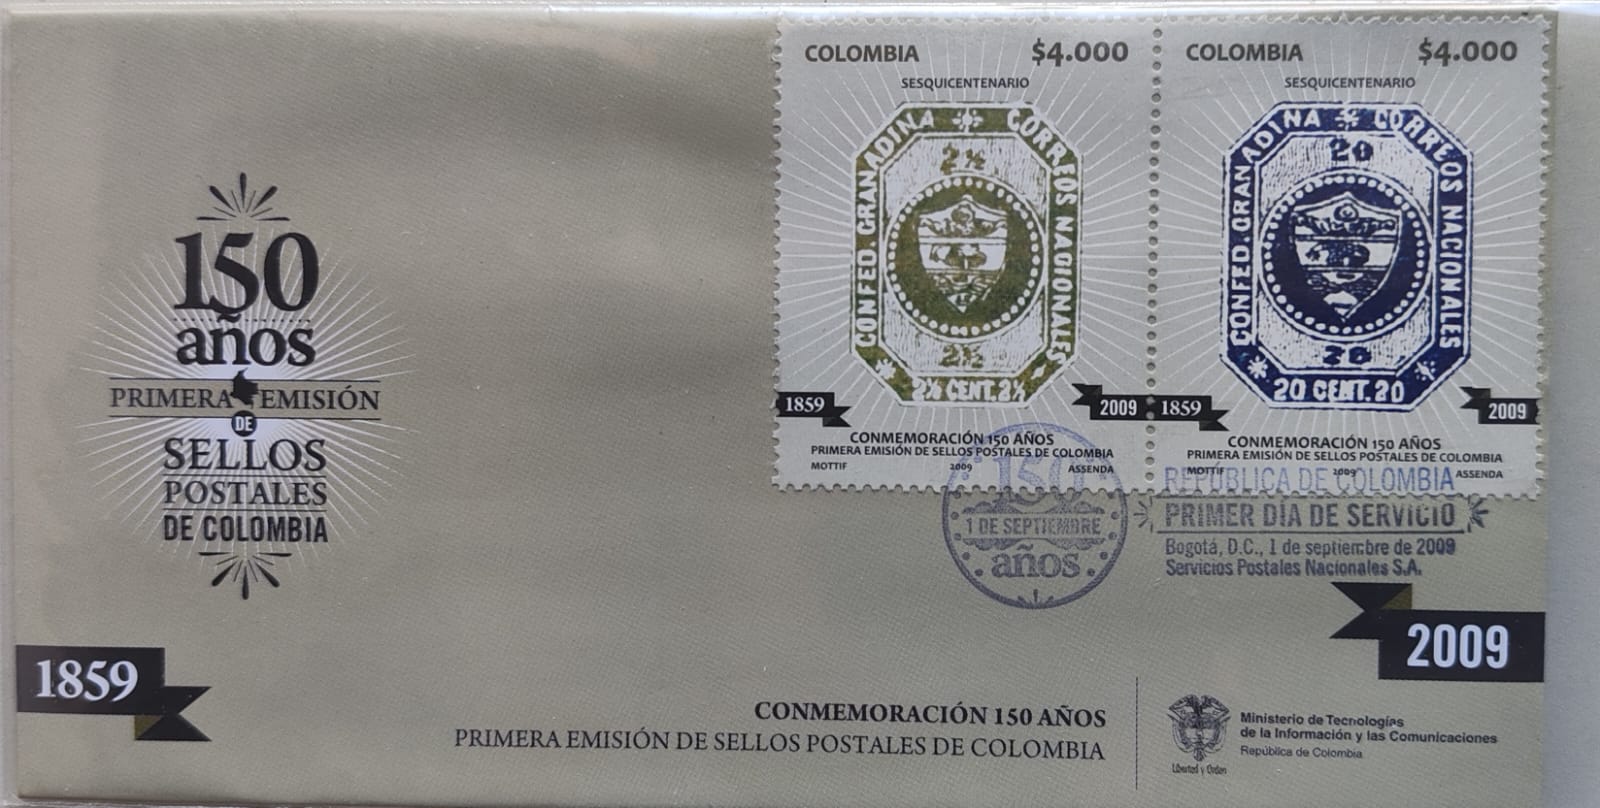 COLOMBIA $4.000
SESQUICENTENARIO
CONFED. GRANADINA CORREOS NACIONALES
2½
2½
2½ CENT. 2½
1859 2009
CONMEMORACIÓN 150 AÑOS
PRIMERA EMISIÓN DE SELLOS POSTALES DE COLOMBIA
MOTTIF 2009 ASSENDA
COLOMBIA $4.000
SESQUICENTENARIO
CONFED. GRANADINA CORREOS NACIONALES
20
20
20 CENT. 20
1859 2009
CONMEMORACIÓN 150 AÑOS
PRIMERA EMISIÓN DE SELLOS POSTALES DE COLOMBIA
MOTTIF 2009 ASSENDA
150
años
PRIMERA EMISIÓN
DE
SELLOS
POSTALES
DE COLOMBIA
150
1 DE SEPTIEMBRE
años
REPÚBLICA DE COLOMBIA
PRIMER DÍA DE SERVICIO
Bogotá, D.C., 1 de septiembre de 2009
Servicios Postales Nacionales S.A.
1859
2009
CONMEMORACIÓN 150 AÑOS
PRIMERA EMISIÓN DE SELLOS POSTALES DE COLOMBIA
Libertad y Orden
Ministerio de Tecnologías
de la Información y las Comunicaciones
República de Colombia